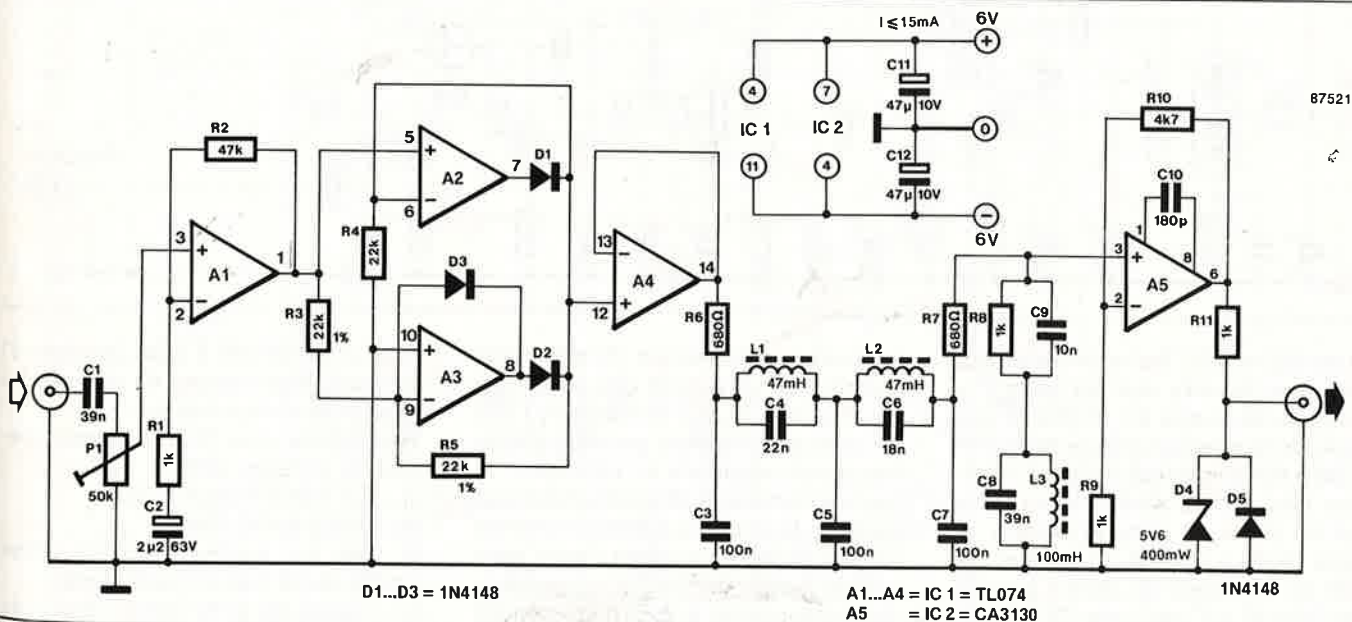 I ≤ 15mA
6V
+
C11
47µ 10V
4
7
IC 1
IC 2
0
11
4
C12
47µ 10V
−
6V
R10
4k7
87521
C10
180p
1
8
3
+
A5
6
2
−
R11
1k
R2
47k
3
+
A1
1
−
2
5
+
A2
7
D1
−
6
R4
22k
D3
R3
22k
1%
10
+
A3
8
D2
−
9
R5
22k
1%
13
−
A4
14
+
12
R6
680Ω
L1
47mH
C4
22n
L2
47mH
C6
18n
R7
680Ω
R8
1k
C9
10n
C1
39n
P1
50k
R1
1k
C2
2µ2 63V
C3
100n
C5
100n
C7
100n
C8
39n
L3
100mH
R9
1k
D4
D5
5V6
400mW
1N4148
D1...D3 = 1N4148
A1...A4 = IC 1 = TL074
A5 = IC 2 = CA3130